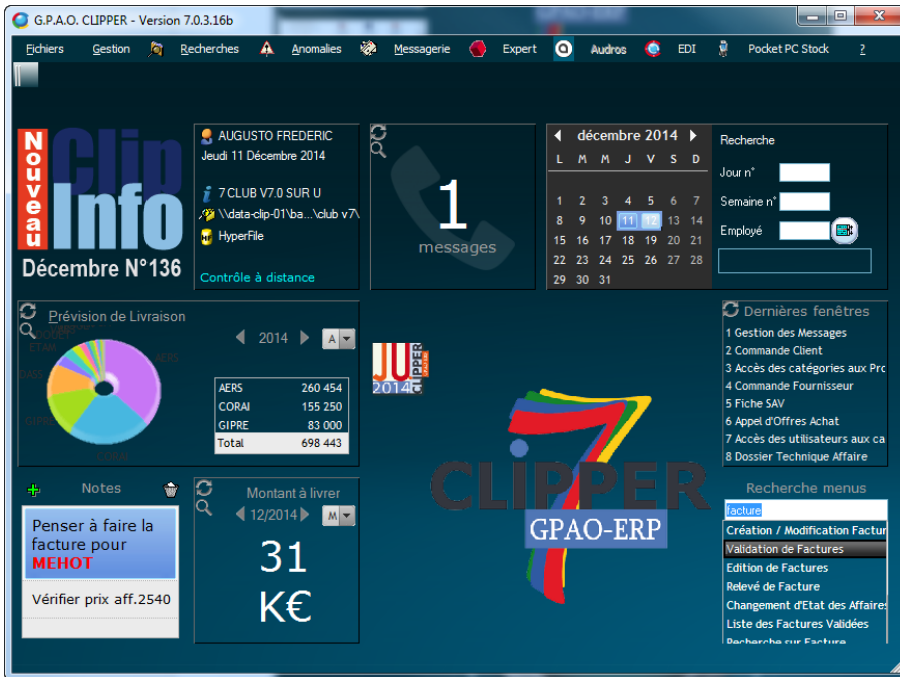 G.P.A.O. CLIPPER - Version 7.0.3.16b
Fichiers Gestion Recherches Anomalies Messagerie Expert Audros EDI Pocket PC Stock ?
Nouveau
Clip
Info
Décembre N°136
AUGUSTO FREDERIC
Jeudi 11 Décembre 2014
7 CLUB V7.0 SUR U
\\data-clip-01\ba...\club v7\
HyperFile
Contrôle à distance
1
messages
décembre 2014
L M M J V S D
1 2 3 4 5 6 7
8 9 10 11 12 13 14
15 16 17 18 19 20 21
22 23 24 25 26 27 28
29 30 31
Recherche
Jour n°
Semaine n°
Employé
Prévision de Livraison
2014 A
ETAM
AERS
DASS
GIPRE
CORAI
AERS 260 454
CORAI 155 250
GIPRE 83 000
Total 698 443
JU
2014
CLIPPER
7
CLIPPER
GPAO-ERP
Dernières fenêtres
1 Gestion des Messages
2 Commande Client
3 Accès des catégories aux Prc
4 Commande Fournisseur
5 Fiche SAV
6 Appel d'Offres Achat
7 Accès des utilisateurs aux ca
8 Dossier Technique Affaire
Notes
Penser à faire la
facture pour
MEHOT
Vérifier prix aff.2540
Montant à livrer
12/2014 M
31
K€
Recherche menus
facture
Création / Modification Factur
Validation de Factures
Edition de Factures
Relevé de Facture
Changement d'Etat des Affaires
Liste des Factures Validées
Recherche sur Facture